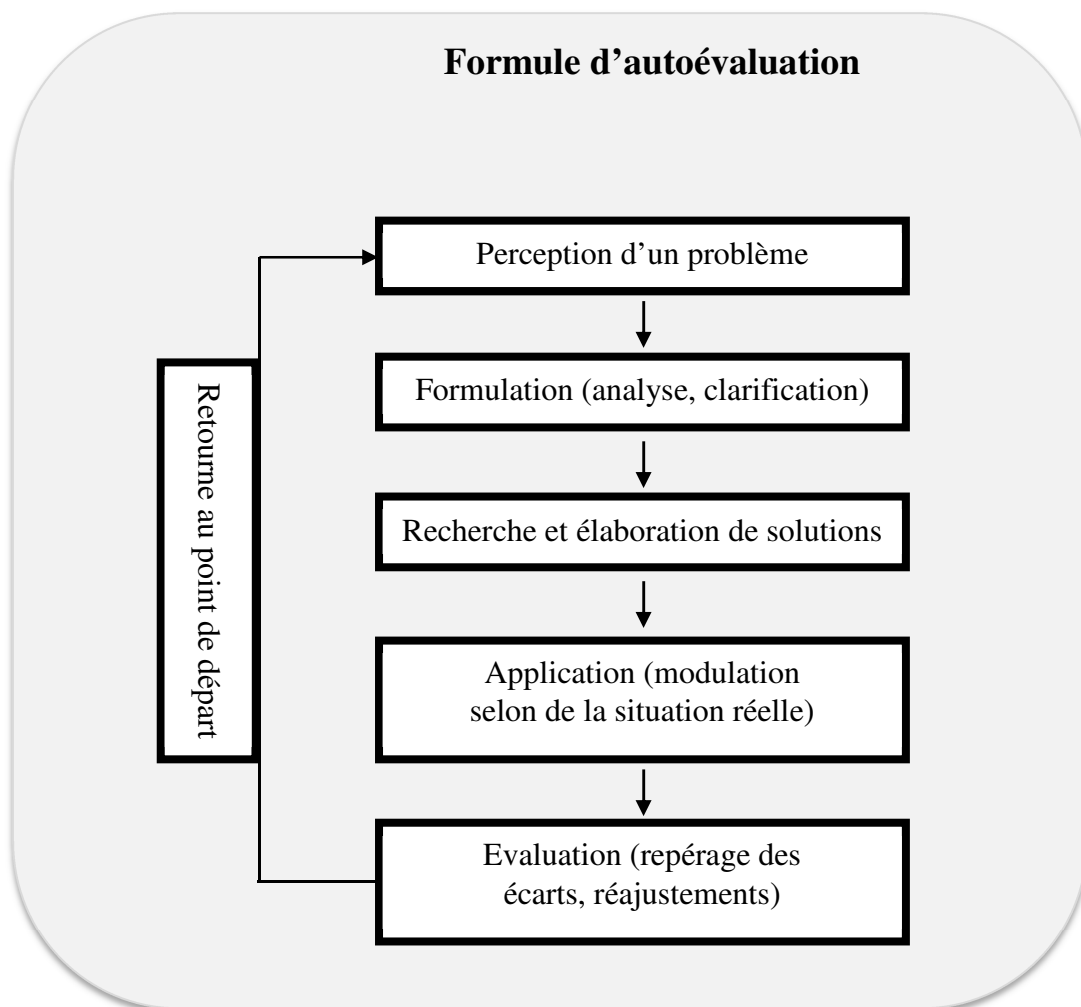 Formule d’autoévaluation
Perception d’un problème
Formulation (analyse, clarification)
Recherche et élaboration de solutions
Application (modulation
selon de la situation réelle)
Evaluation (repérage des
écarts, réajustements)
Retourne au point de départ